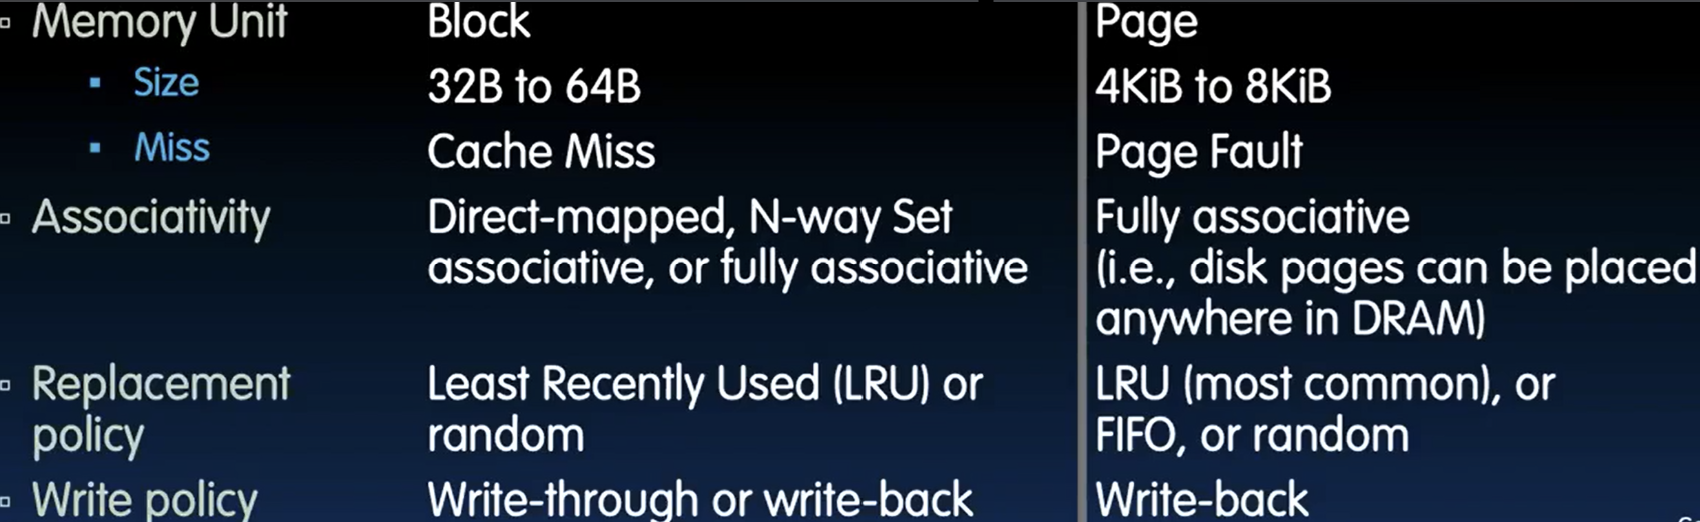 Memory Unit Block Page
Size 32B to 64B 4KiB to 8KiB
Miss Cache Miss Page Fault
Associativity Direct-mapped, N-way Set Fully associative
associative, or fully associative (i.e., disk pages can be placed
anywhere in DRAM)
Replacement Least Recently Used (LRU) or LRU (most common), or
policy random FIFO, or random
Write policy Write-through or write-back Write-back